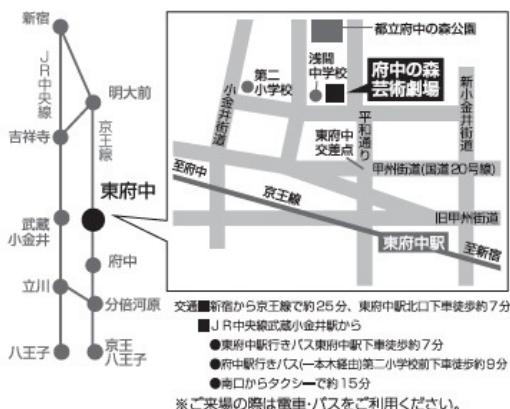 新宿
JR中央線
明大前
吉祥寺
京王線
東府中
武蔵
小金井
府中
立川
分倍河原
八王子
京王
八王子
都立府中の森公園
浅間
中学校
府中の森
芸術劇場
第二
小学校
小金井街道
平和通り
新小金井街道
東府中
交差点
甲州街道(国道20号線)
至府中
京王線
旧甲州街道
東府中駅
至新宿
交通■新宿から京王線で約25分、東府中駅北口下車徒歩約7分
■JR中央線武蔵小金井駅から
●東府中駅行きバス東府中駅下車徒歩約7分
●府中駅行きバス(一本木経由)第二小学校前下車徒歩約9分
●南口からタクシーで約15分
※ご来場の際は電車・バスをご利用ください。